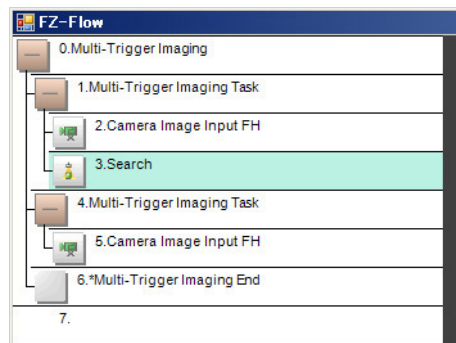 FZ-Flow
0.Multi-Trigger Imaging
1.Multi-Trigger Imaging Task
2.Camera Image Input FH
3.Search
4.Multi-Trigger Imaging Task
5.Camera Image Input FH
6.*Multi-Trigger Imaging End
7.